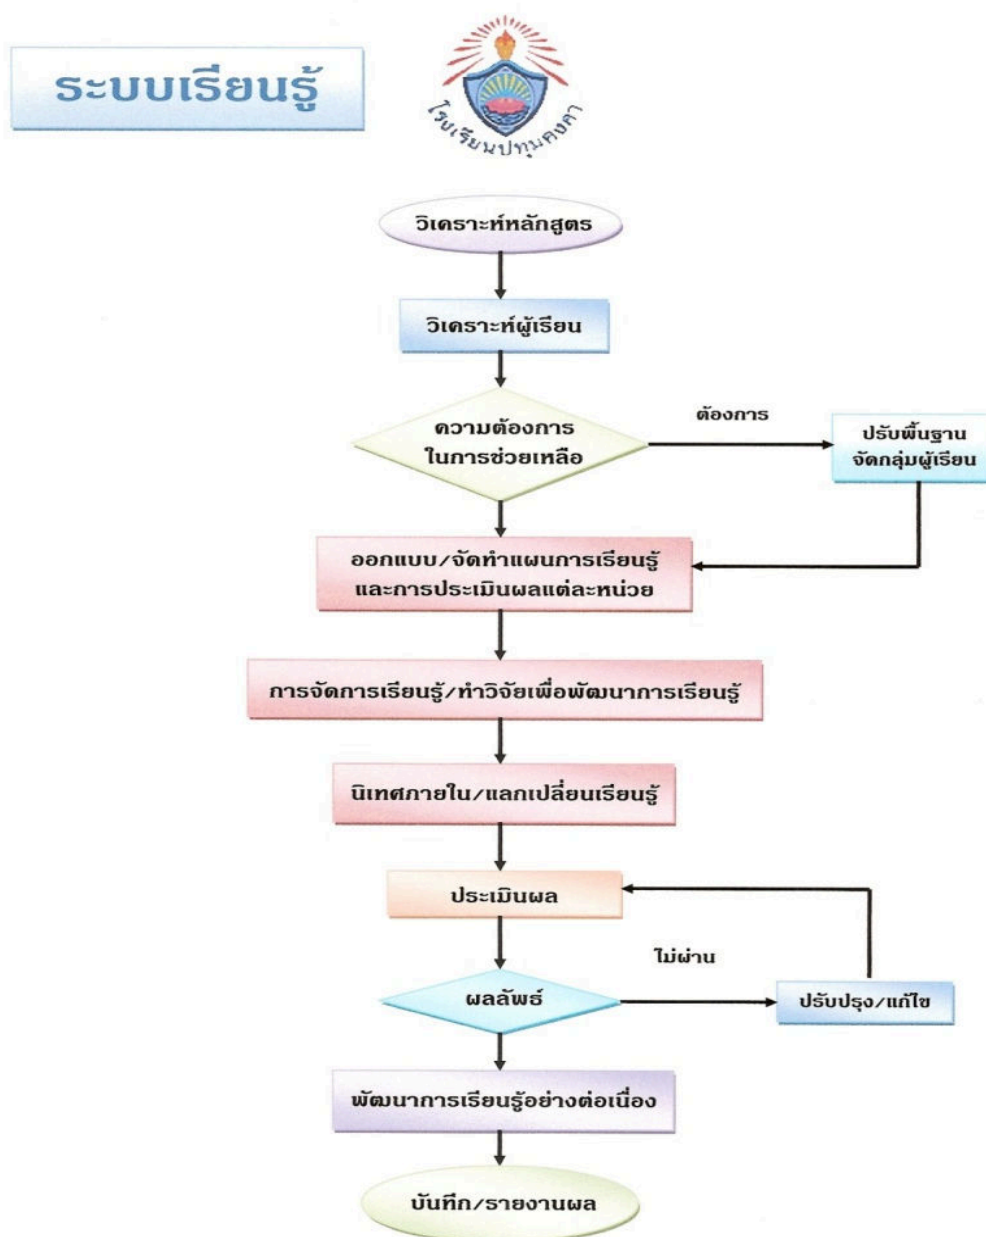 ระบบเรียนรู้
โรงเรียนปทุมคงคา
วิเคราะห์หลักสูตร
วิเคราะห์ผู้เรียน
ความต้องการ
ในการช่วยเหลือ
ต้องการ
ปรับพื้นฐาน
จัดกลุ่มผู้เรียน
ออกแบบ/จัดทำแผนการเรียนรู้
และการประเมินผลแต่ละหน่วย
การจัดการเรียนรู้/ทำวิจัยเพื่อพัฒนาการเรียนรู้
นิเทศภายใน/แลกเปลี่ยนเรียนรู้
ประเมินผล
ไม่ผ่าน
ผลลัพธ์
ปรับปรุง/แก้ไข
พัฒนาการเรียนรู้อย่างต่อเนื่อง
บันทึก/รายงานผล